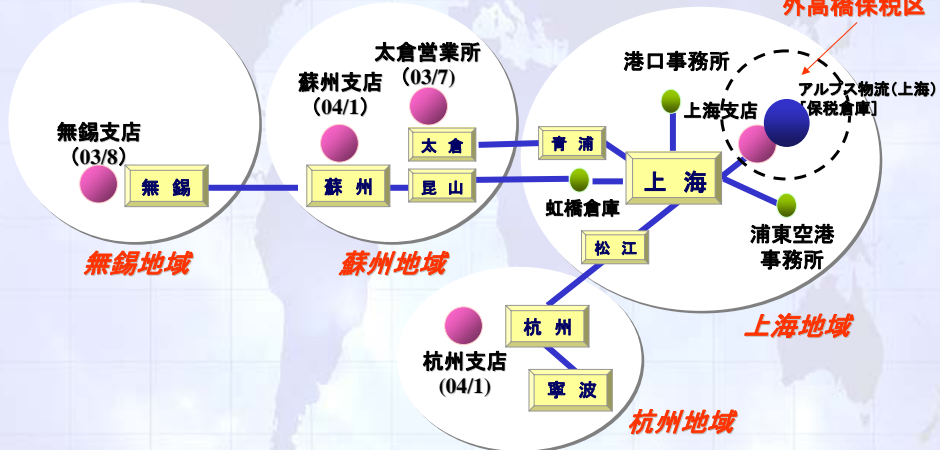 外高橋保税区
太倉営業所
（03/7)
港口事務所
蘇州支店
（04/1）
アルプス物流（上海）
［保税倉庫］
上海支店
無錫支店
（03/8）
太 倉
青 浦
無 錫
蘇 州
昆 山
上 海
虹橋倉庫
浦東空港
事務所
松 江
無錫地域
蘇州地域
杭 州
上海地域
杭州支店
(04/1)
寧 波
杭州地域